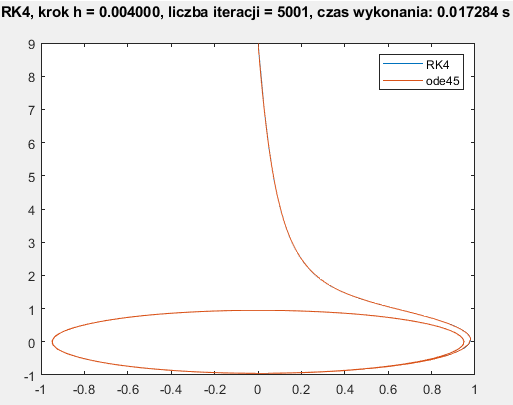 RK4, krok h = 0.004000, liczba iteracji = 5001, czas wykonania: 0.017284 s
9
8
7
6
5
4
3
2
1
0
-1
RK4
ode45
-1 -0.8 -0.6 -0.4 -0.2 0 0.2 0.4 0.6 0.8 1